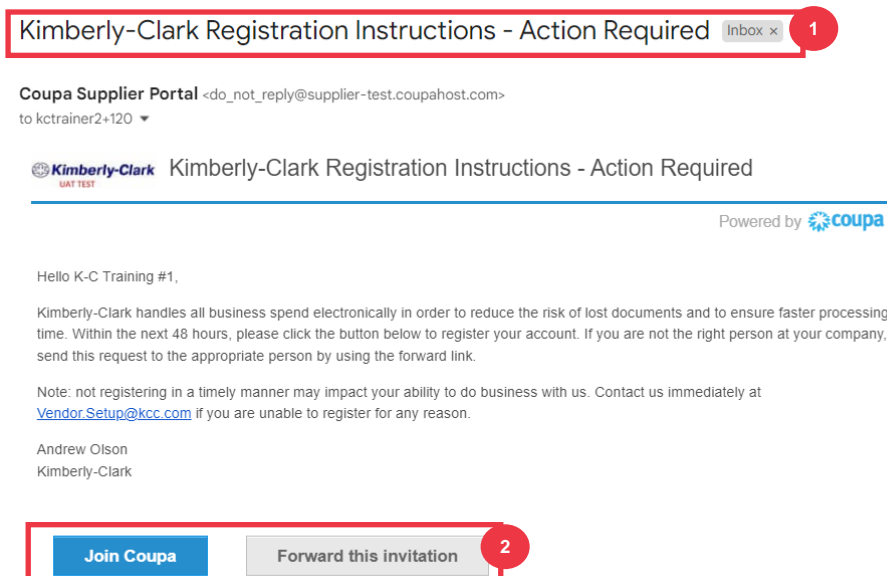 Kimberly-Clark Registration Instructions - Action Required Inbox × 1
Coupa Supplier Portal <do_not_reply@supplier-test.coupahost.com>
to kctrainer2+120
Kimberly-Clark Kimberly-Clark Registration Instructions - Action Required
UAT TEST
Powered by coupa
Hello K-C Training #1,
Kimberly-Clark handles all business spend electronically in order to reduce the risk of lost documents and to ensure faster processing
time. Within the next 48 hours, please click the button below to register your account. If you are not the right person at your company,
send this request to the appropriate person by using the forward link.
Note: not registering in a timely manner may impact your ability to do business with us. Contact us immediately at
Vendor.Setup@kcc.com if you are unable to register for any reason.
Andrew Olson
Kimberly-Clark
Join Coupa Forward this invitation 2